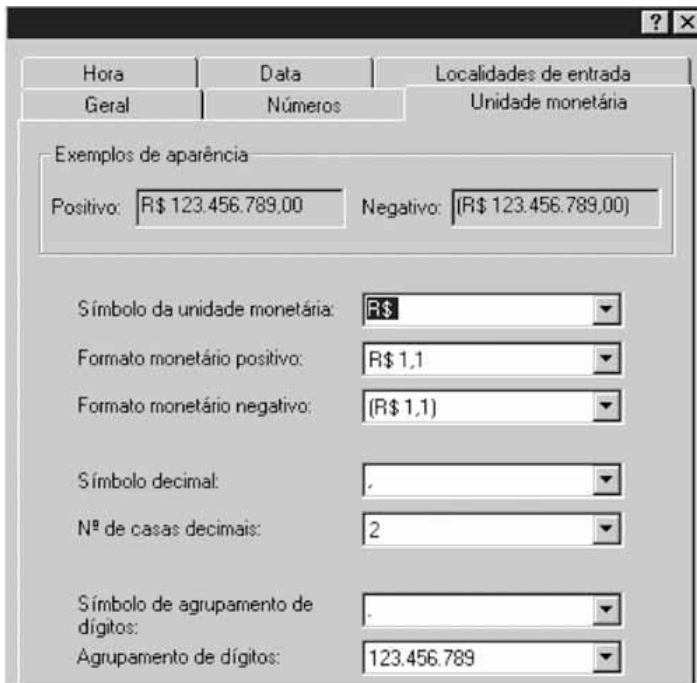 ? ×
Hora Data Localidades de entrada
Geral Números Unidade monetária
Exemplos de aparência
Positivo: R$ 123.456.789,00 Negativo: (R$ 123.456.789,00)
Símbolo da unidade monetária: R$
Formato monetário positivo: R$ 1,1
Formato monetário negativo: (R$ 1,1)
Símbolo decimal: ,
Nº de casas decimais: 2
Símbolo de agrupamento de
dígitos: .
Agrupamento de dígitos: 123.456.789